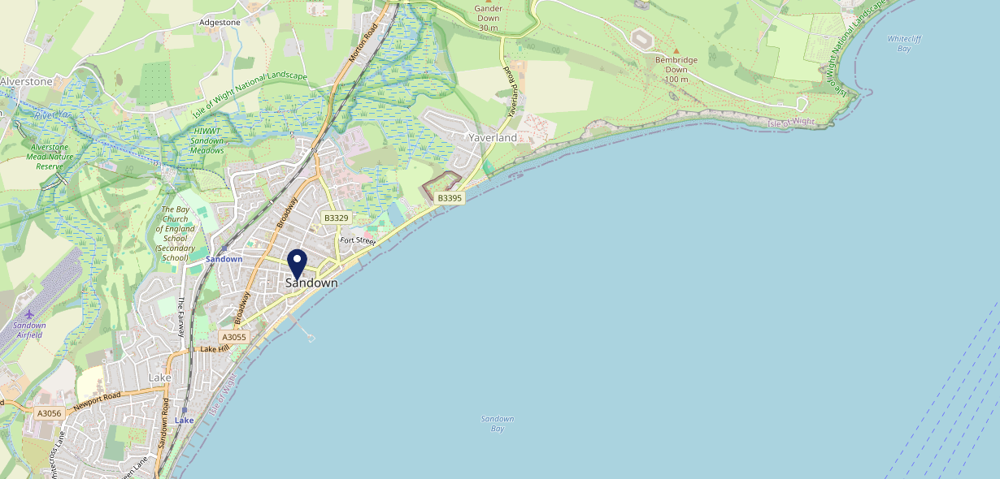 Gander
Down
30 m
Adgestone
Morton Road
Isle of Wight National Landscape
Whitecliff
Bay
Bembridge
Down
100 m
Yaverland Road
Alverstone
Isle of Wight National Landscape
River Yar
Isle of Wight
HIWWT
Sandown
Meadows
Yaverland
Alverstone
Mead Nature
Reserve
B3395
The Bay
Church
of England
School
(Secondary
School)
Broadway
B3329
Fort Street
Sandown
Sandown
Broadway
The Fairway
Sandown
Airfield
A3055
Lake Hill
Lake
Isle of Wight
Newport Road
A3056
Sandown Road
Lake
Sandown
Bay